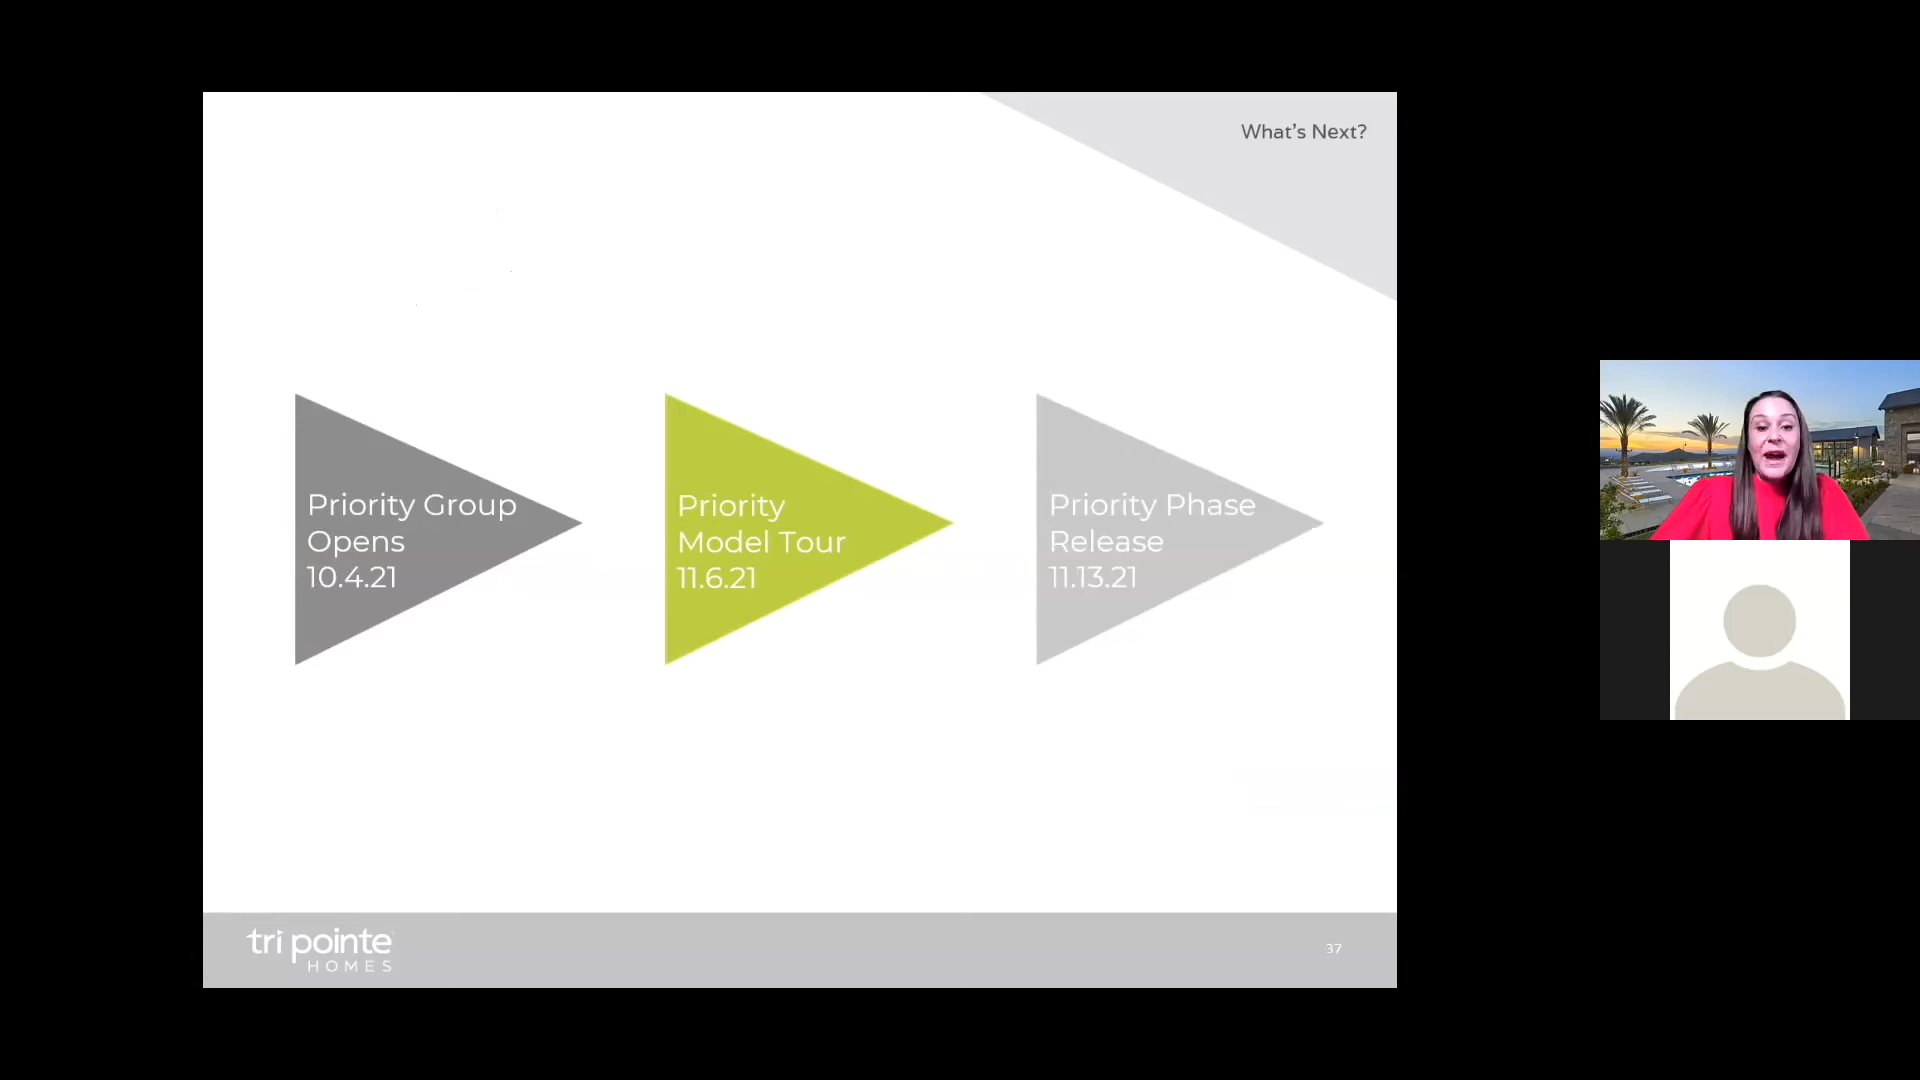 What's Next?
Priority Group
Opens
10.4.21
Priority
Model Tour
11.6.21
Priority Phase
Release
11.13.21
tri pointe
HOMES
37